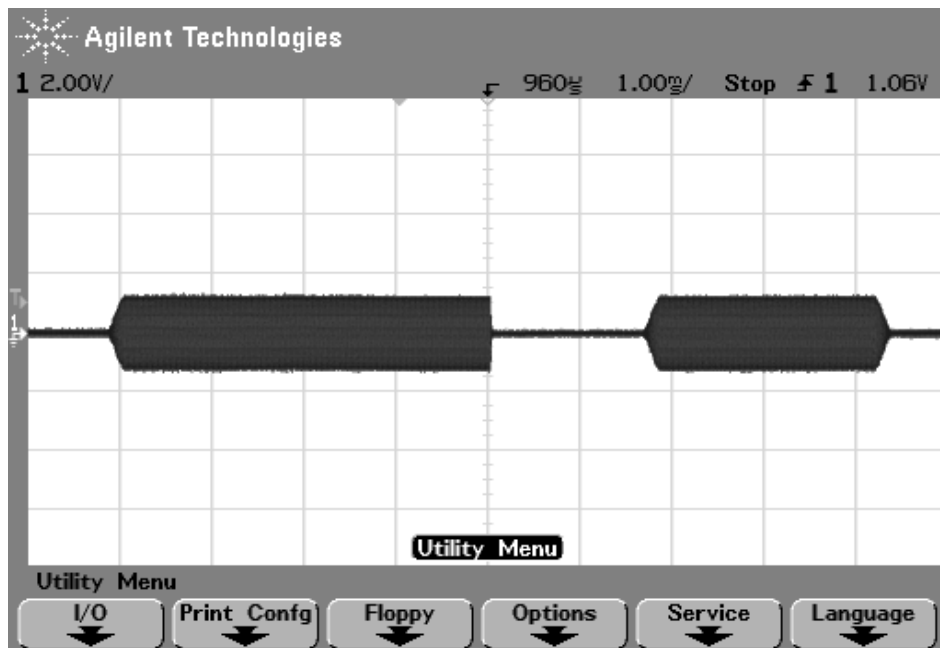 Agilent Technologies
1 2.00V/ 960µs 1.00ms/ Stop 1 1.06V
T
1
Utility Menu
Utility Menu
I/O Print Confg Floppy Options Service Language